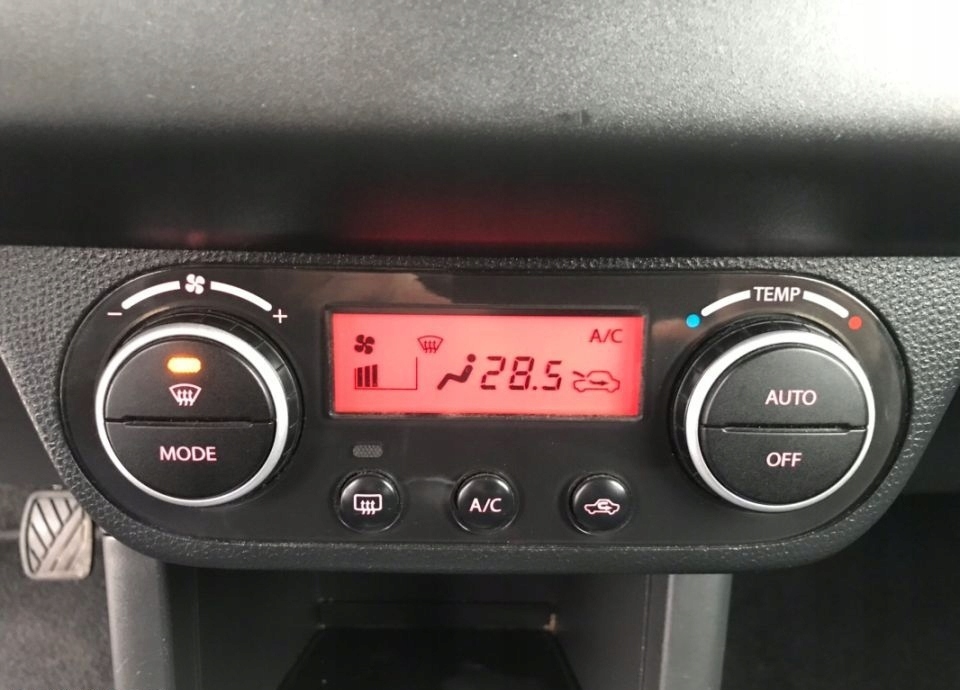 TEMP
− +
A/C
28.5
AUTO
MODE
OFF
A/C